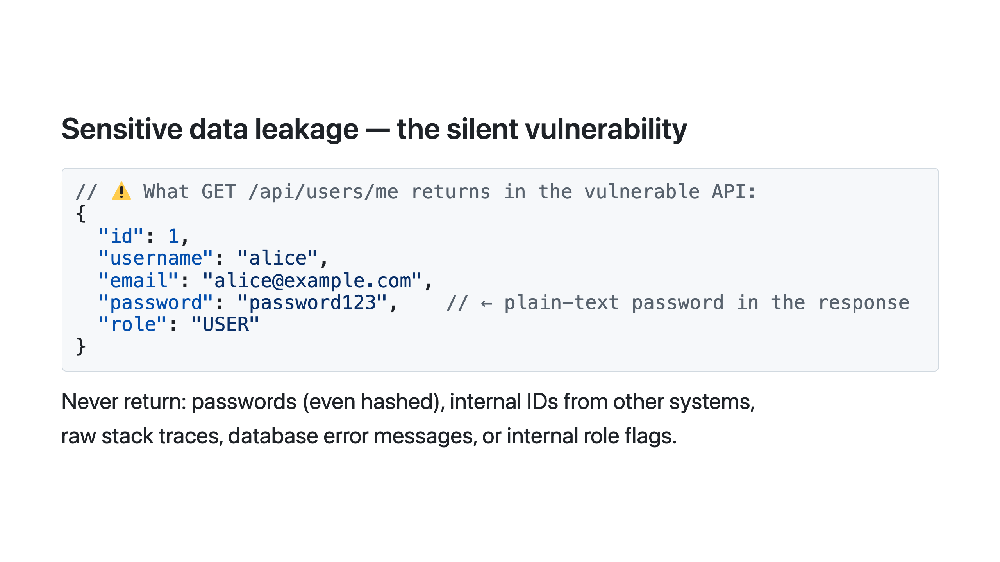 Sensitive data leakage — the silent vulnerability
// ⚠️ What GET /api/users/me returns in the vulnerable API:
{
  "id": 1,
  "username": "alice",
  "email": "alice@example.com",
  "password": "password123",    // ← plain-text password in the response
  "role": "USER"
}
Never return: passwords (even hashed), internal IDs from other systems,
raw stack traces, database error messages, or internal role flags.